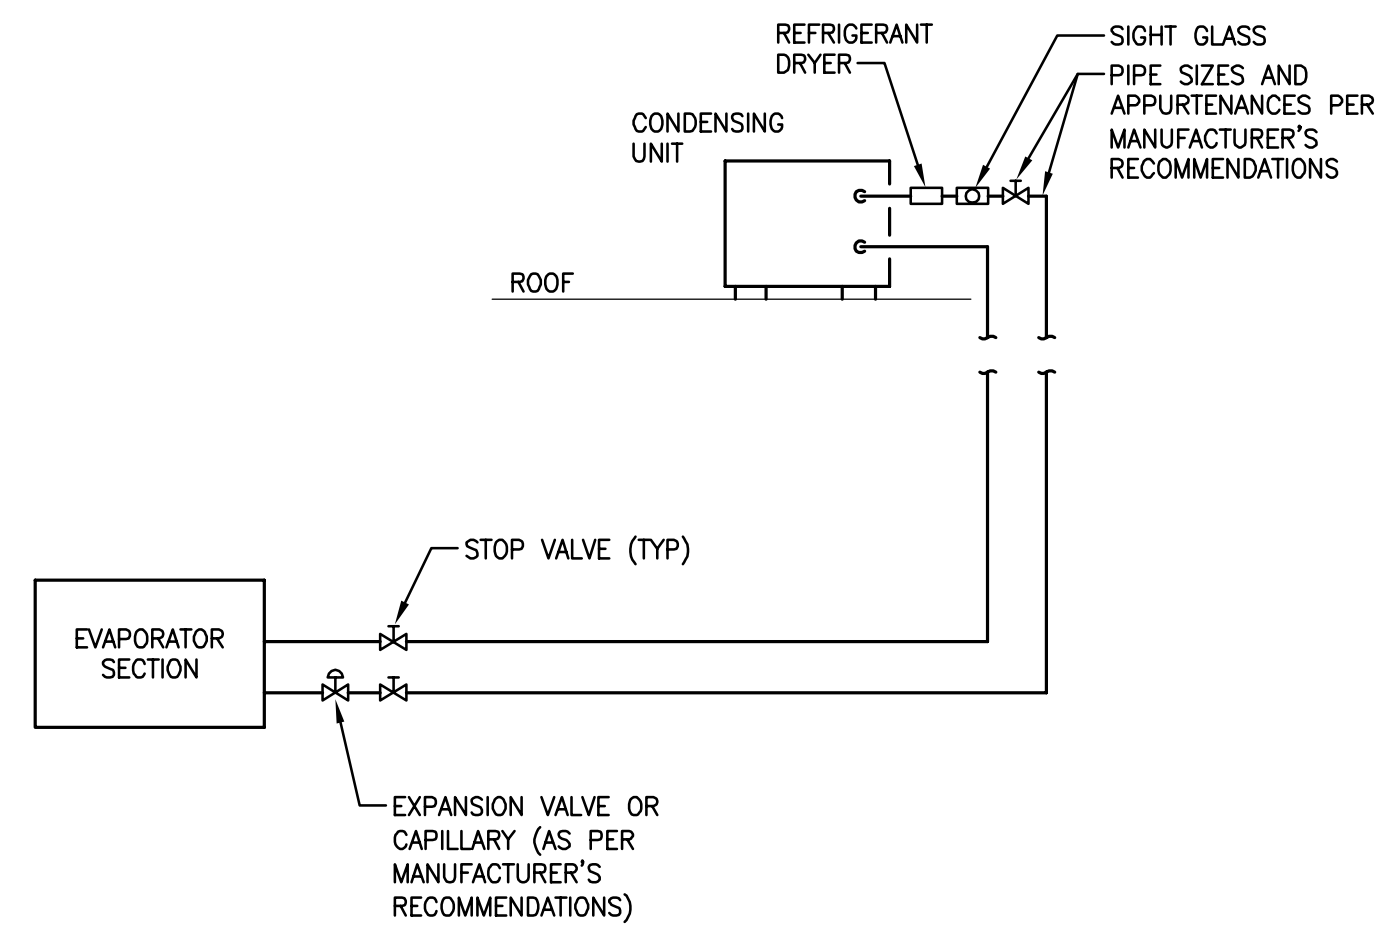 REFRIGERANT
DRYER
SIGHT GLASS
PIPE SIZES AND
APPURTENANCES PER
MANUFACTURER'S
RECOMMENDATIONS
CONDENSING
UNIT
ROOF
STOP VALVE (TYP)
EVAPORATOR
SECTION
EXPANSION VALVE OR
CAPILLARY (AS PER
MANUFACTURER'S
RECOMMENDATIONS)